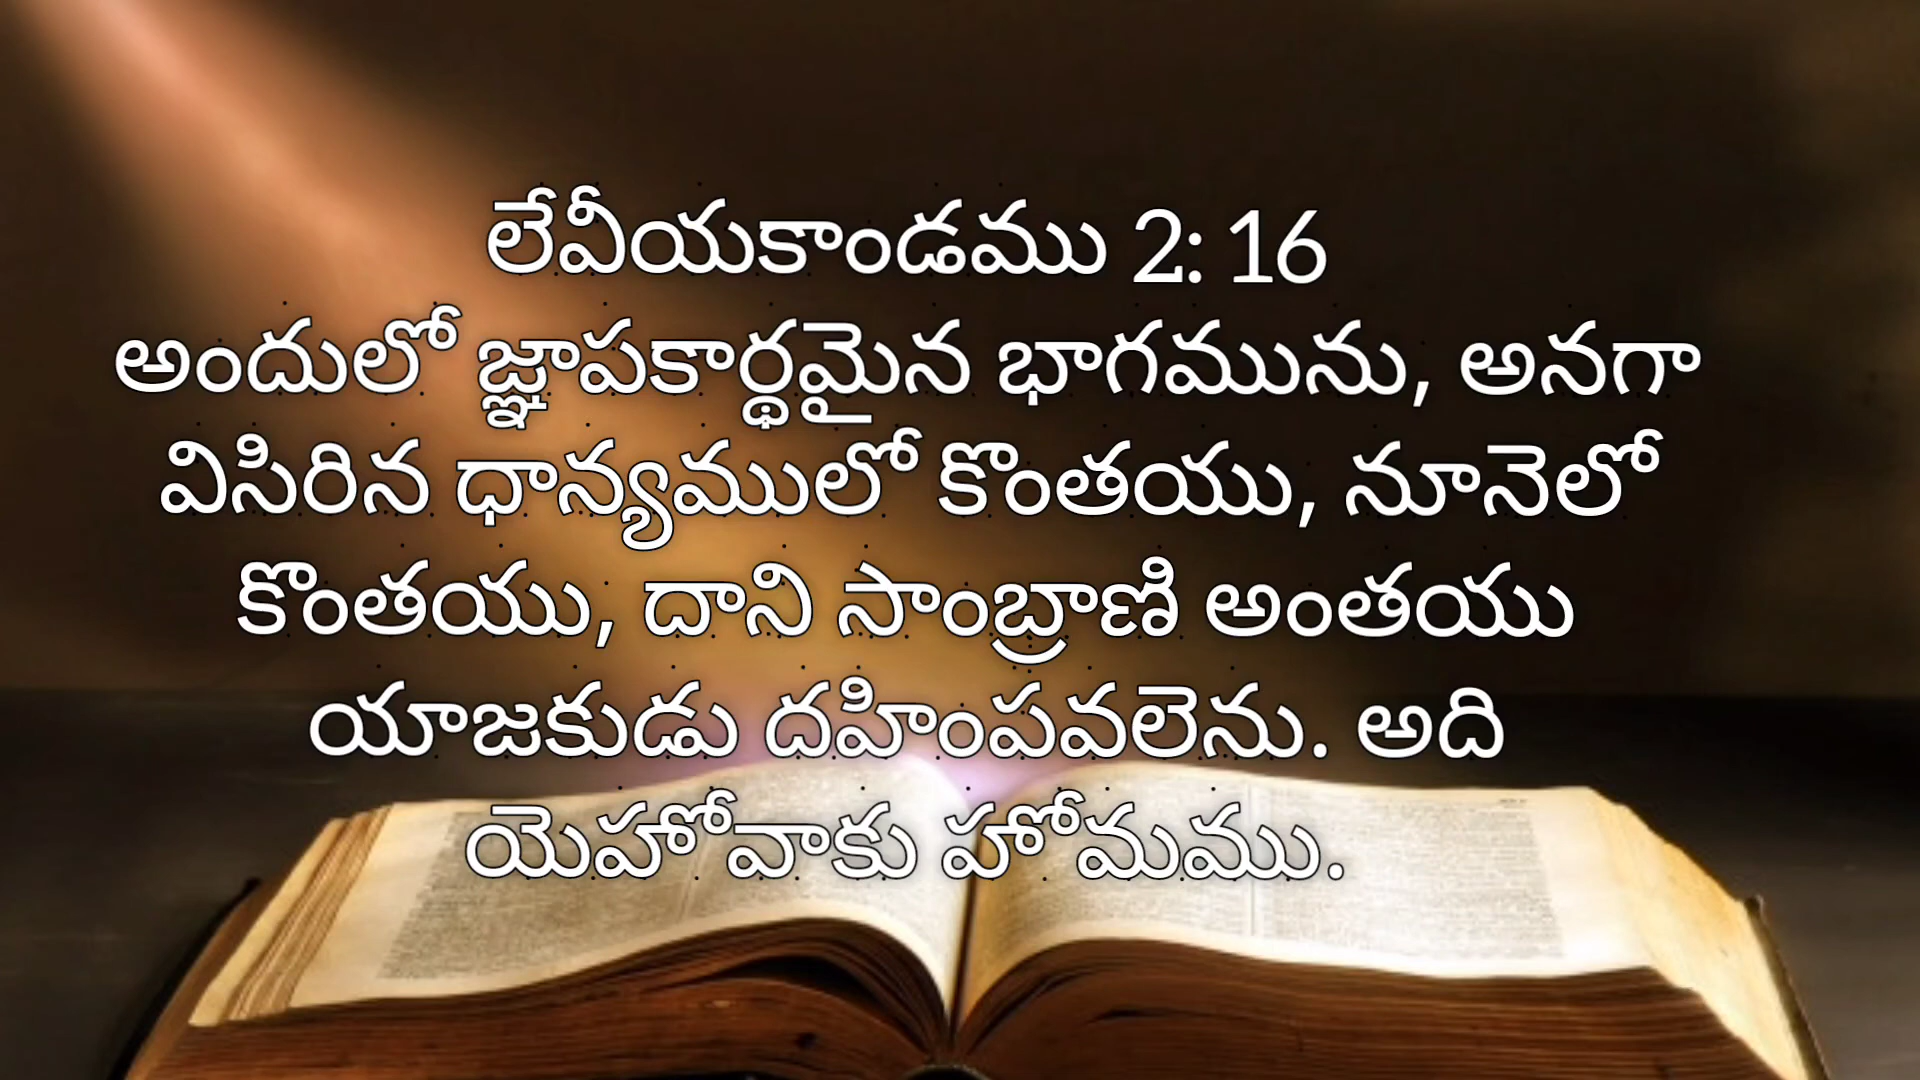 లేవీయకాండము 2: 16
అందులో జ్ఞాపకార్థమైన భాగమును, అనగా
విసిరిన ధాన్యములో కొంతయు, నూనెలో
కొంతయు, దాని సాంబ్రాణి అంతయు
యాజకుడు దహింపవలెను. అది
యెహోవాకు హోమము.